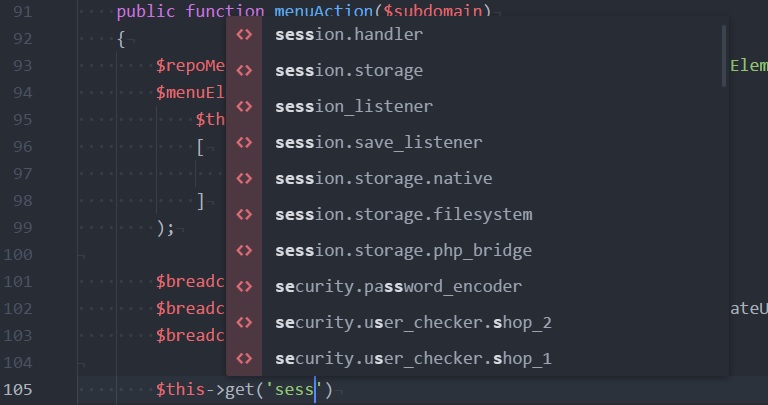 91 public function menuAction($subdomain)
92 {
93 $repoMe Elem
94 $menuEl
95 $th
96 [
97
98 ]
99 );
100
101 $breadc
102 $breadc ateU
103 $breadc
104
105 $this->get('sess')
<> session.handler
<> session.storage
<> session_listener
<> session.save_listener
<> session.storage.native
<> session.storage.filesystem
<> session.storage.php_bridge
<> security.password_encoder
<> security.user_checker.shop_2
<> security.user_checker.shop_1